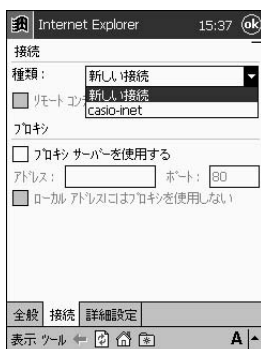 Internet Explorer 15:37 ok
接続
種類： 新しい接続
新しい接続
casio-inet
リモート コン
プロキシ
プロキシ サーバーを使用する
アドレス： ポート： 80
ローカル アドレスにはプロキシを使用しない
全般 接続 詳細設定
表示 ツール A